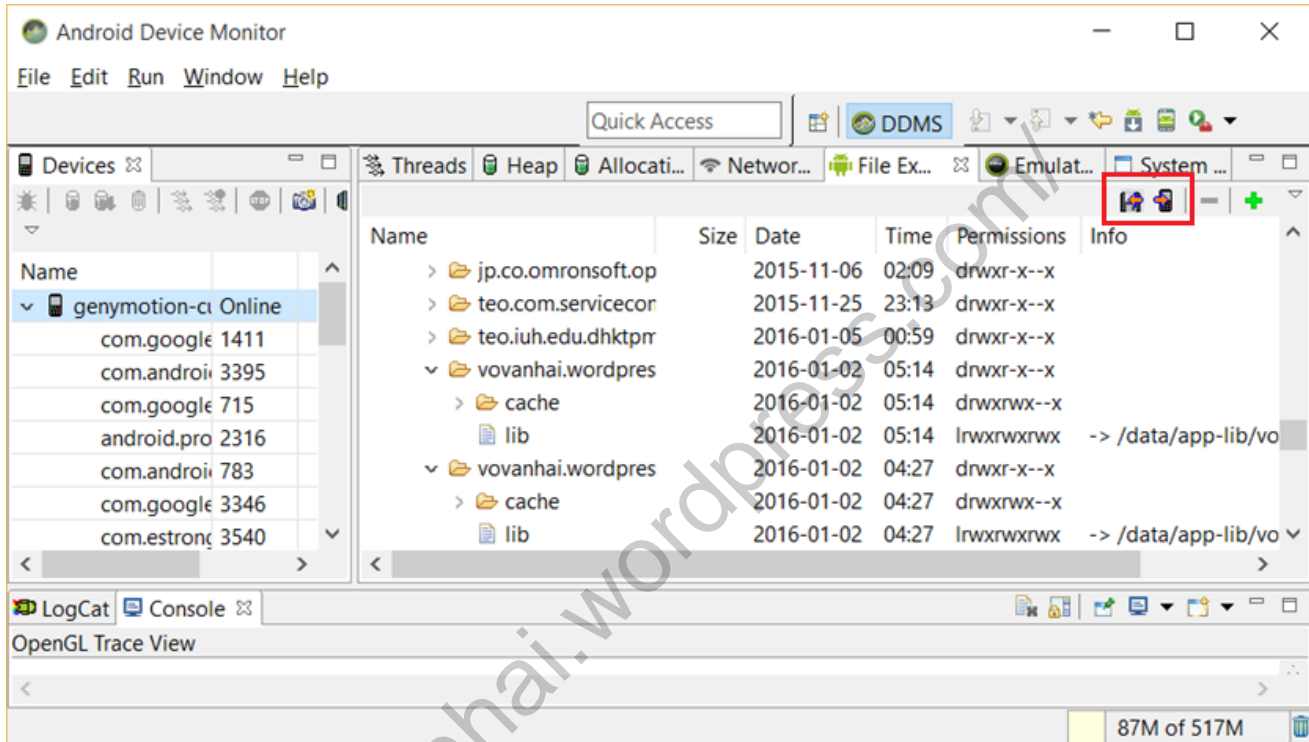 Android Device Monitor
File Edit Run Window Help
Quick Access DDMS
Devices Threads Heap Allocati... Networ... File Ex... Emulat... System ...
Name Size Date Time Permissions Info
Name
genymotion-cu Online
com.google 1411
com.androi 3395
com.google 715
android.pro 2316
com.androi 783
com.google 3346
com.estrong 3540
jp.co.omronsoft.op 2015-11-06 02:09 drwxr-x--x
teo.com.servicecon 2015-11-25 23:13 drwxr-x--x
teo.iuh.edu.dhktpm 2016-01-05 00:59 drwxr-x--x
vovanhai.wordpres 2016-01-02 05:14 drwxr-x--x
cache 2016-01-02 05:14 drwxrwx--x
lib 2016-01-02 05:14 lrwxrwxrwx -> /data/app-lib/vo
vovanhai.wordpres 2016-01-02 04:27 drwxr-x--x
cache 2016-01-02 04:27 drwxrwx--x
lib 2016-01-02 04:27 lrwxrwxrwx -> /data/app-lib/vo
LogCat Console
OpenGL Trace View
87M of 517M
hai.wordpress.com/